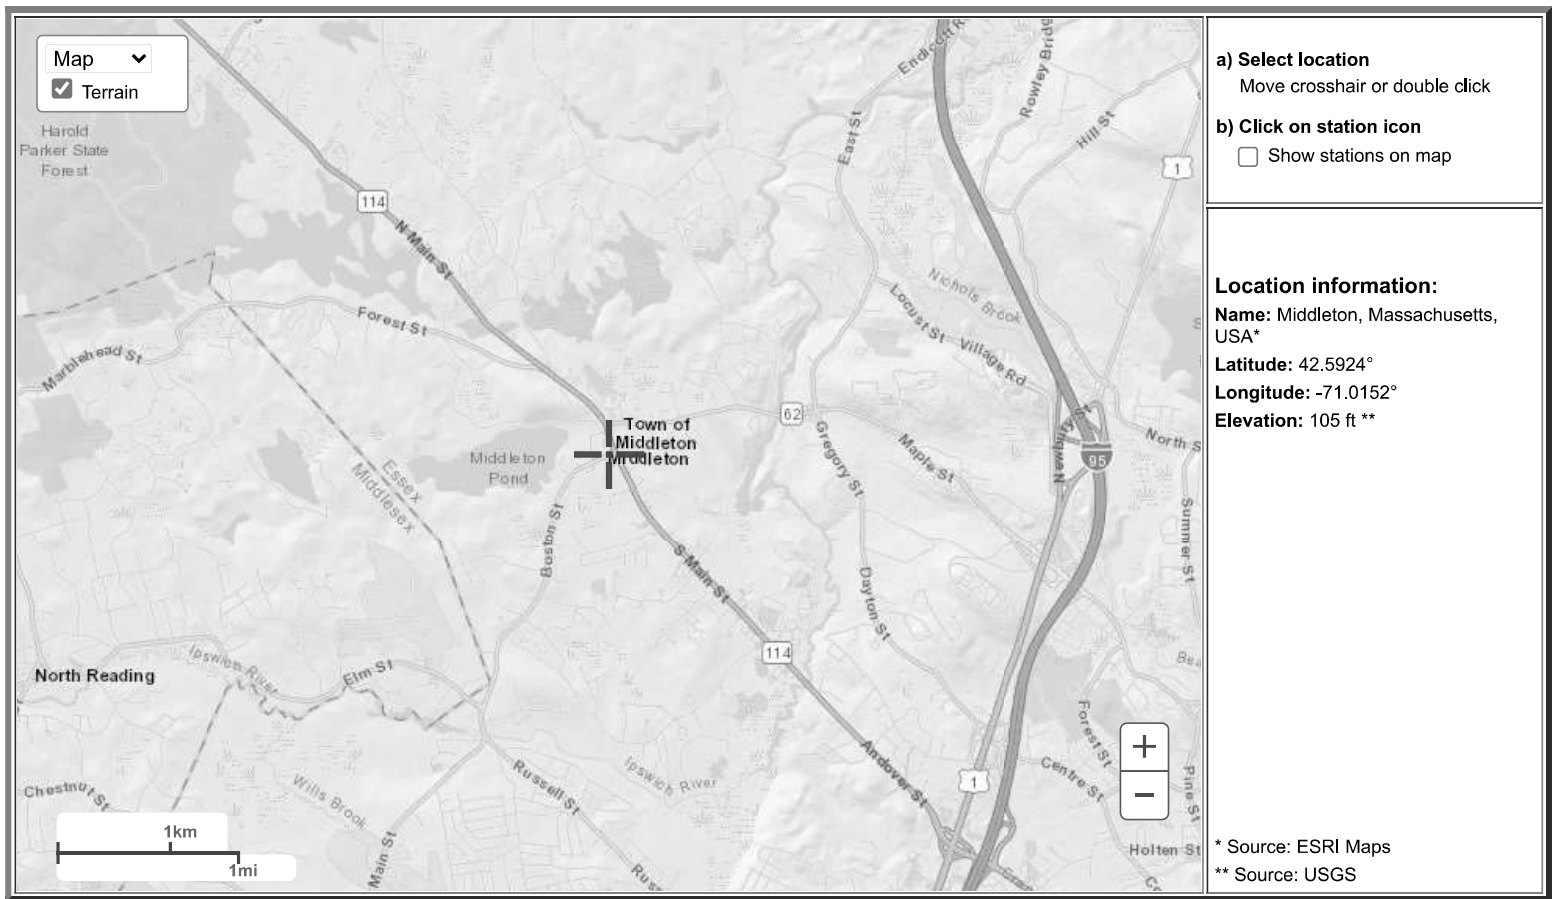 Map
Terrain
Harold
Parker State
Forest
114
N Main St
Forest St
Marblehead St
Endicott R
Rowley Brid
East St
Hill St
1
Nichols Brook
Locust St
Village Rd
62
Town of
Middleton
Middleton
Middleton
Pond
Essex
Middlesex
Boston St
S Main St
Gregory St
Maple St
Newbury St
95
North S
Summer St
Dayton St
114
North Reading
Ipswich River
Elm St
Bea
Forest St
Andover St
1
Centre St
Pine St
Chestnut St
Wills Brook
Russell St
Ipswich River
Main St
Russ
Holten St
+
−
1km
1mi
a) Select location
Move crosshair or double click
b) Click on station icon
Show stations on map
Location information:
Name: Middleton, Massachusetts,
USA*
Latitude: 42.5924°
Longitude: -71.0152°
Elevation: 105 ft **
* Source: ESRI Maps
** Source: USGS